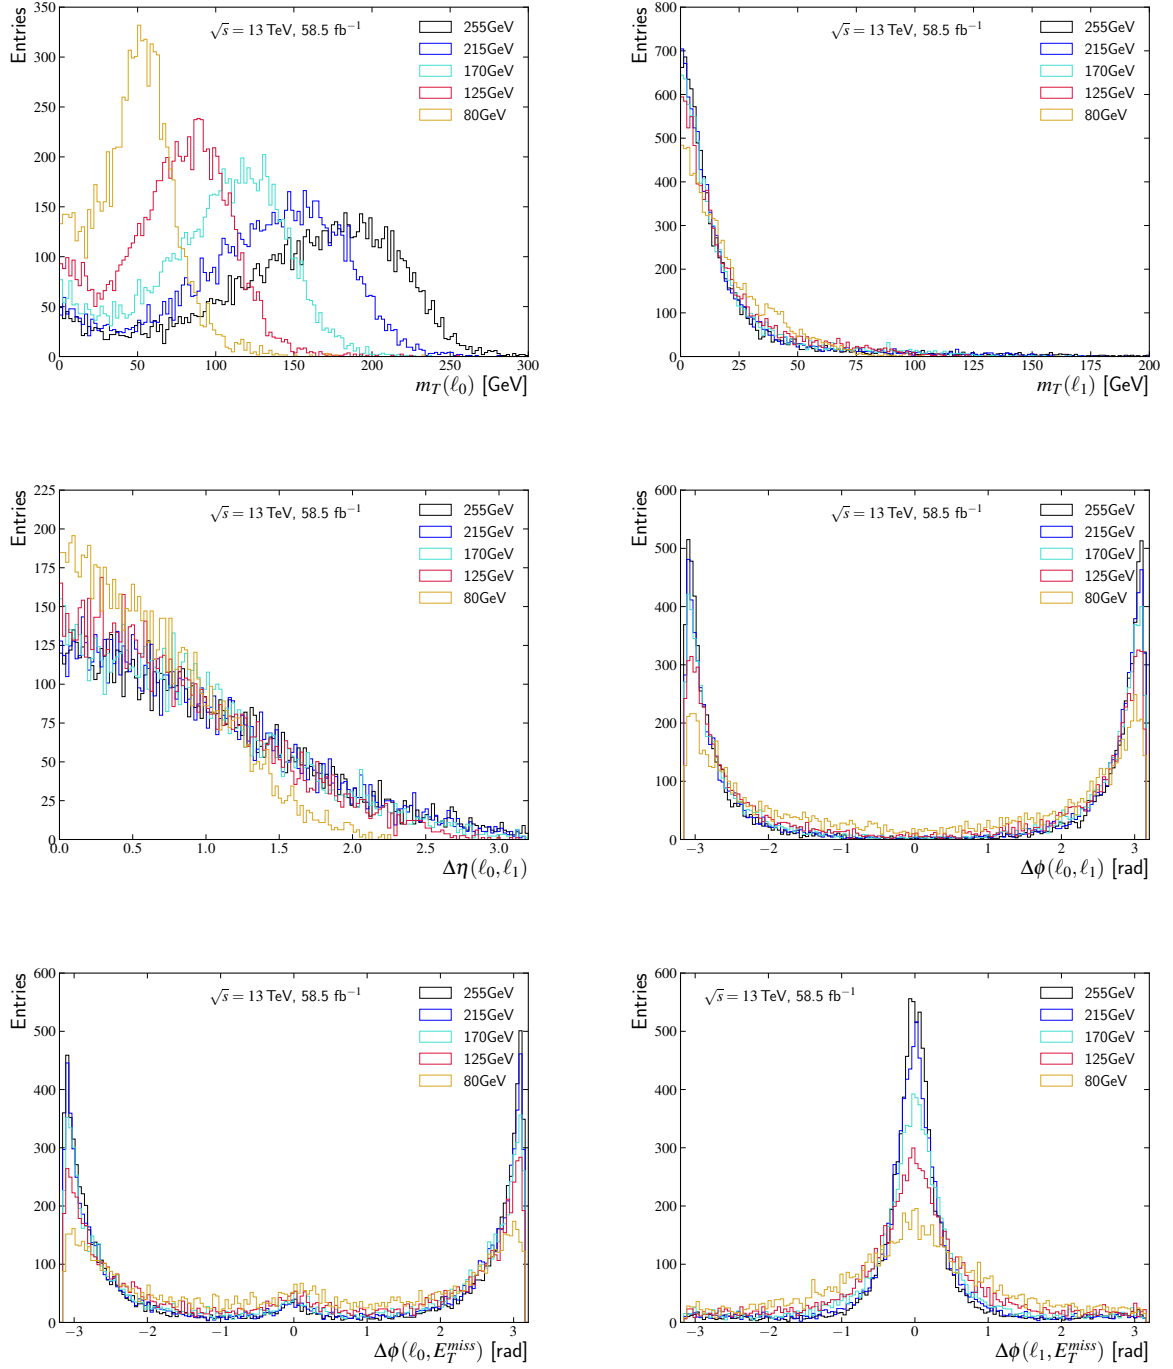 Entries
350
300
250
200
150
100
50
0
√s = 13 TeV, 58.5 fb⁻¹
255GeV
215GeV
170GeV
125GeV
80GeV
0 50 100 150 200 250 300
m_T(ℓ₀) [GeV]
Entries
800
700
600
500
400
300
200
100
0
√s = 13 TeV, 58.5 fb⁻¹
255GeV
215GeV
170GeV
125GeV
80GeV
0 25 50 75 100 125 150 175 200
m_T(ℓ₁) [GeV]
Entries
225
200
175
150
125
100
75
50
25
0
√s = 13 TeV, 58.5 fb⁻¹
255GeV
215GeV
170GeV
125GeV
80GeV
0.0 0.5 1.0 1.5 2.0 2.5 3.0
Δη(ℓ₀,ℓ₁)
Entries
600
500
400
300
200
100
0
√s = 13 TeV, 58.5 fb⁻¹
255GeV
215GeV
170GeV
125GeV
80GeV
−3 −2 −1 0 1 2 3
Δϕ(ℓ₀,ℓ₁) [rad]
Entries
600
500
400
300
200
100
0
√s = 13 TeV, 58.5 fb⁻¹
255GeV
215GeV
170GeV
125GeV
80GeV
−3 −2 −1 0 1 2 3
Δϕ(ℓ₀,E_T^miss) [rad]
Entries
600
500
400
300
200
100
0
√s = 13 TeV, 58.5 fb⁻¹
255GeV
215GeV
170GeV
125GeV
80GeV
−3 −2 −1 0 1 2 3
Δϕ(ℓ₁,E_T^miss) [rad]